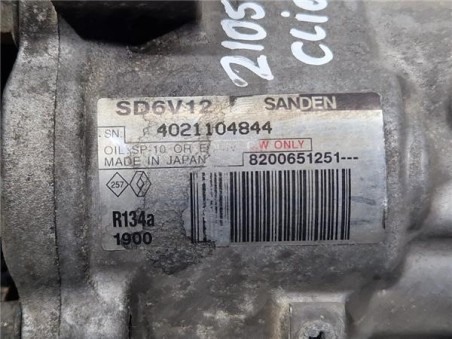 2105
CLIO
SD6V12 SANDEN
SN. 4021104844
OIL SP-10 OR E W ONLY
MADE IN JAPAN 8200651251---
257
R134a
1900